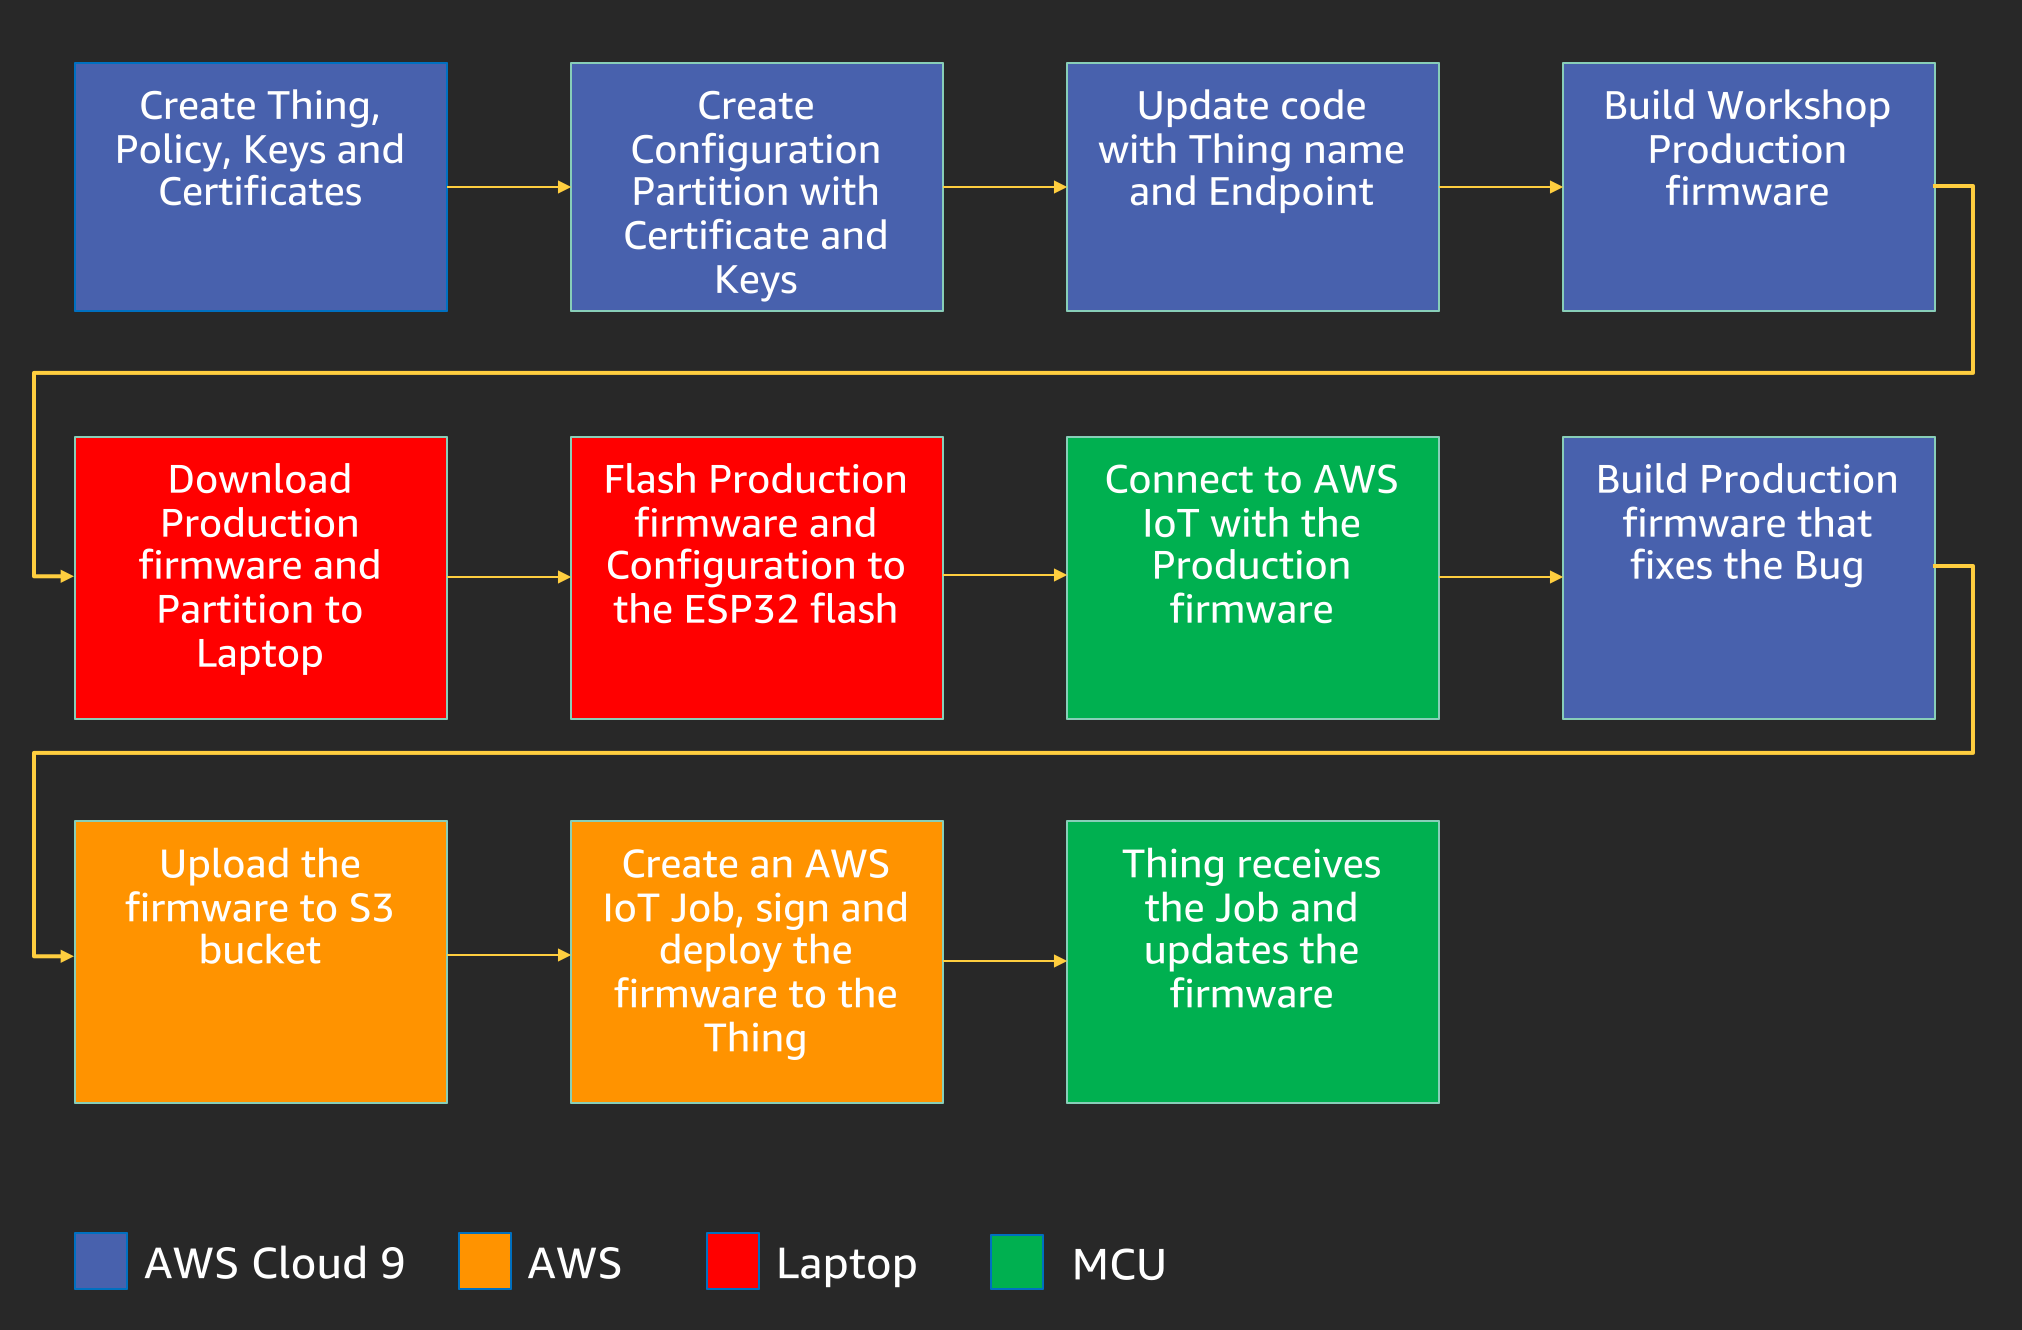 Create Thing,
Policy, Keys and
Certificates
Create
Configuration
Partition with
Certificate and
Keys
Update code
with Thing name
and Endpoint
Build Workshop
Production
firmware
Download
Production
firmware and
Partition to
Laptop
Flash Production
firmware and
Configuration to
the ESP32 flash
Connect to AWS
IoT with the
Production
firmware
Build Production
firmware that
fixes the Bug
Upload the
firmware to S3
bucket
Create an AWS
IoT Job, sign and
deploy the
firmware to the
Thing
Thing receives
the Job and
updates the
firmware
AWS Cloud 9
AWS
Laptop
MCU